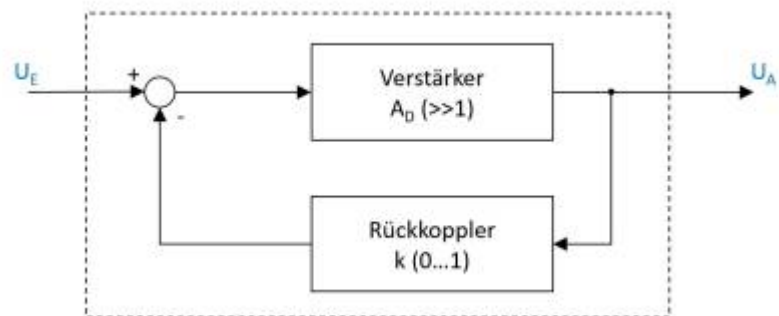 U_E
+
-
Verstärker
A_D (>>1)
U_A
Rückkoppler
k (0...1)